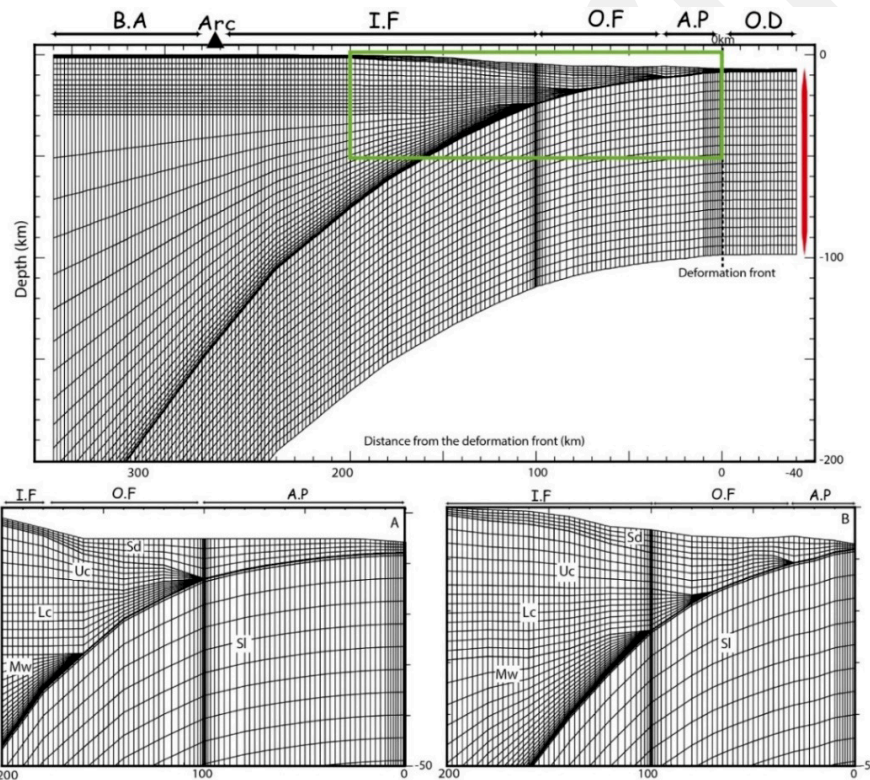 B.A Arc I.F O.F A.P O.D
0km
0
-100
-200
Depth (km)
Deformation front
Distance from the deformation front (km)
300 200 100 0 -40
I.F O.F A.P
A
Sd
Uc
Lc
Sl
Mw
-50
200 100 0
I.F O.F A.P
B
Sd
Uc
Lc
Sl
Mw
200 100 0